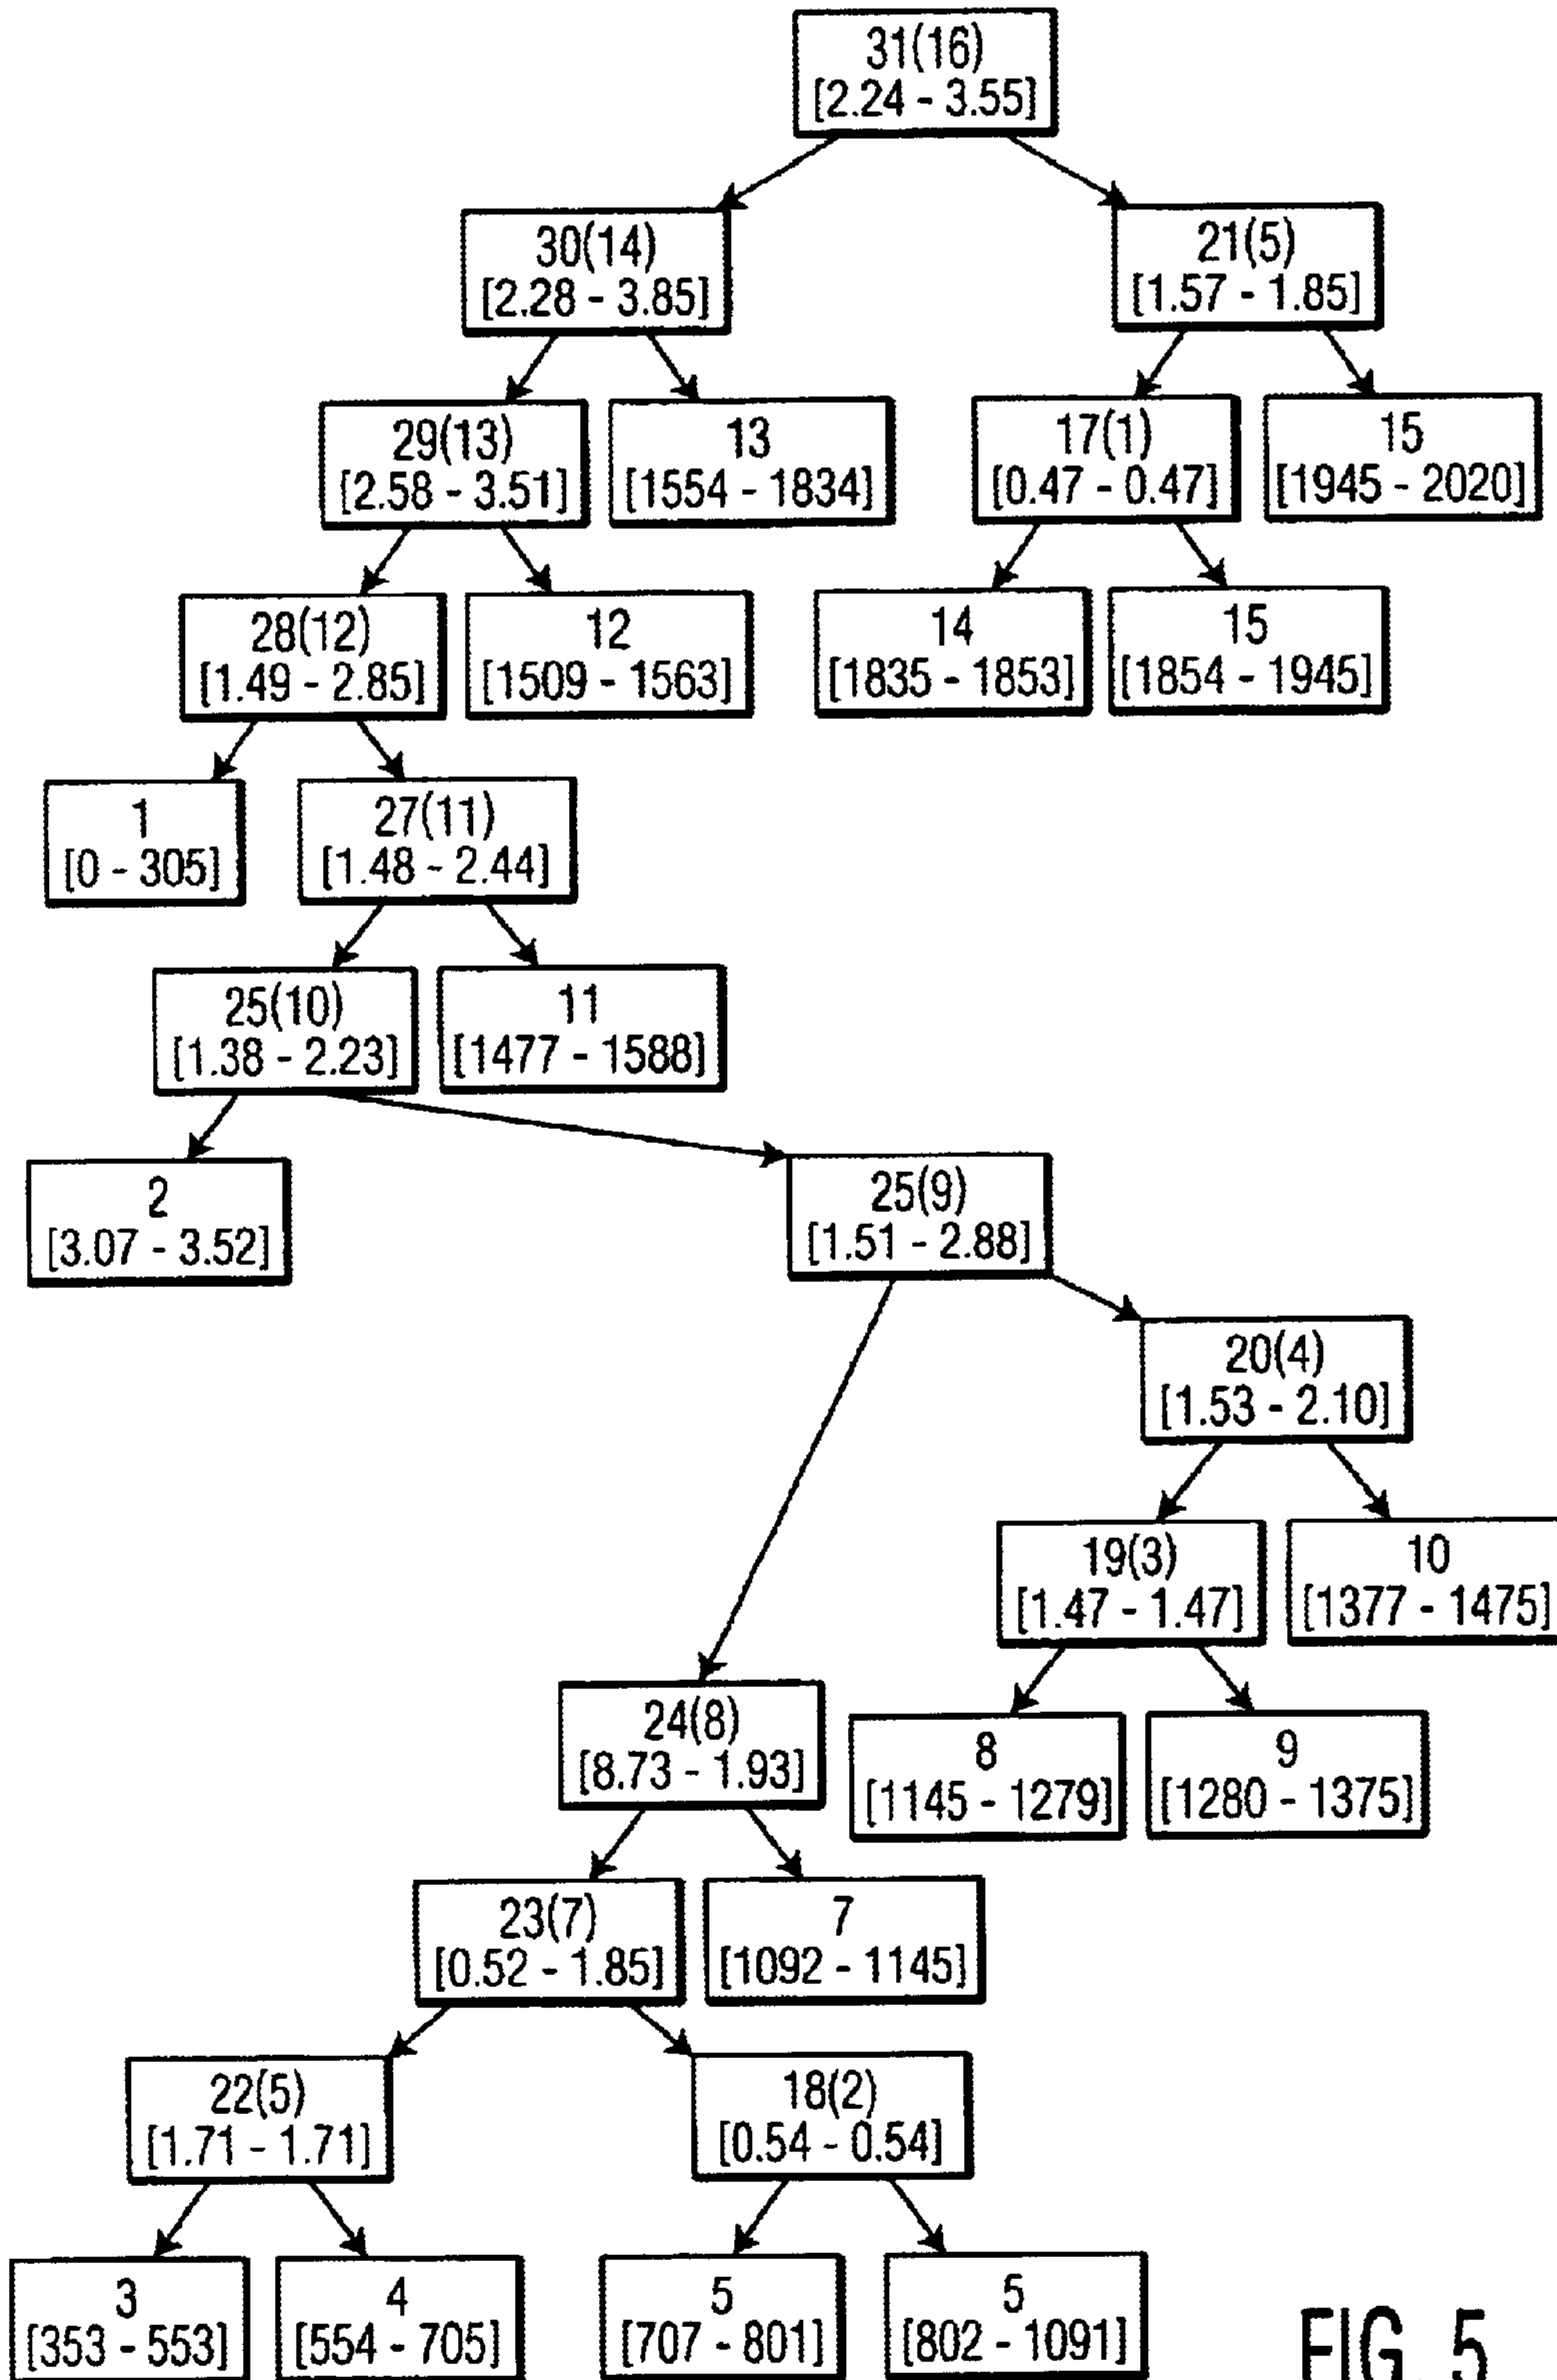 31(16)
[2.24 - 3.55]
30(14)
[2.28 - 3.85]
21(5)
[1.57 - 1.85]
29(13)
[2.58 - 3.51]
13
[1554 - 1834]
17(1)
[0.47 - 0.47]
15
[1945 - 2020]
28(12)
[1.49 - 2.85]
12
[1509 - 1563]
14
[1835 - 1853]
15
[1854 - 1945]
1
[0 - 305]
27(11)
[1.48 - 2.44]
25(10)
[1.38 - 2.23]
11
[1477 - 1588]
2
[3.07 - 3.52]
25(9)
[1.51 - 2.88]
20(4)
[1.53 - 2.10]
19(3)
[1.47 - 1.47]
10
[1377 - 1475]
24(8)
[8.73 - 1.93]
8
[1145 - 1279]
9
[1280 - 1375]
23(7)
[0.52 - 1.85]
7
[1092 - 1145]
22(5)
[1.71 - 1.71]
18(2)
[0.54 - 0.54]
3
[353 - 553]
4
[554 - 705]
5
[707 - 801]
5
[802 - 1091]
FIG. 5